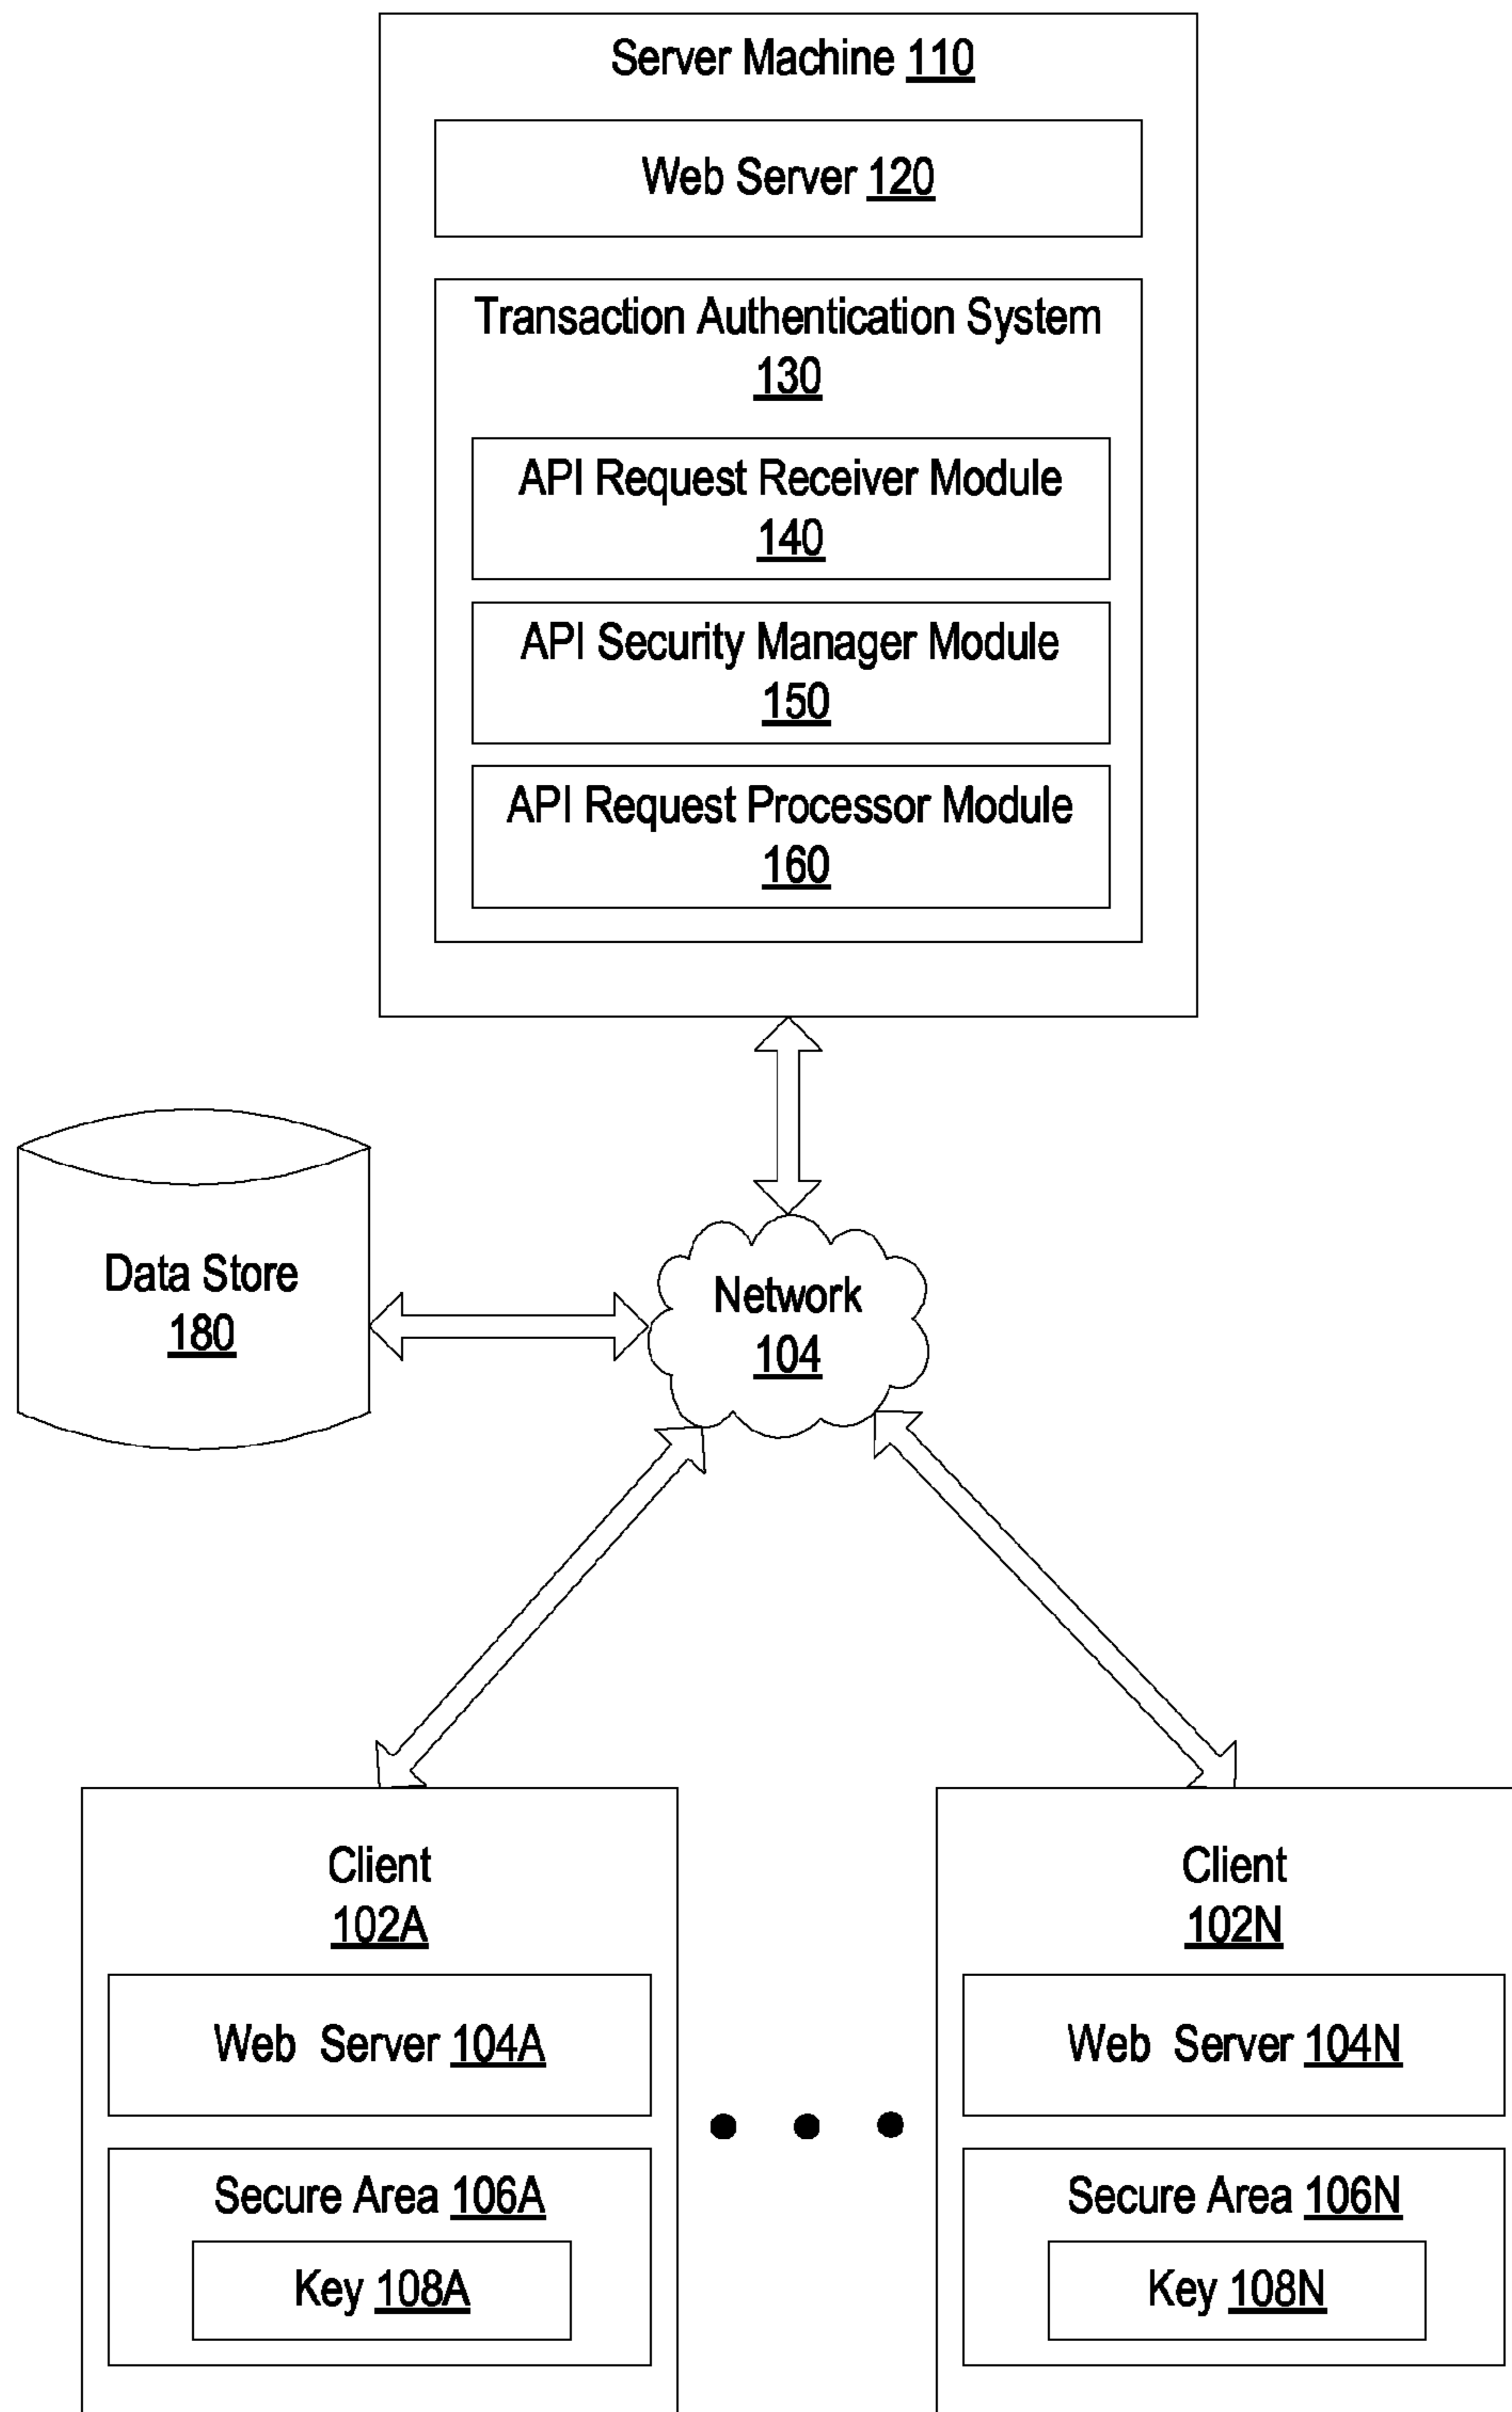 Server Machine 110
Web Server 120
Transaction Authentication System
130
API Request Receiver Module
140
API Security Manager Module
150
API Request Processor Module
160
Data Store
180
Network
104
Client
102A
Web Server 104A
Secure Area 106A
Key 108A
Client
102N
Web Server 104N
Secure Area 106N
Key 108N